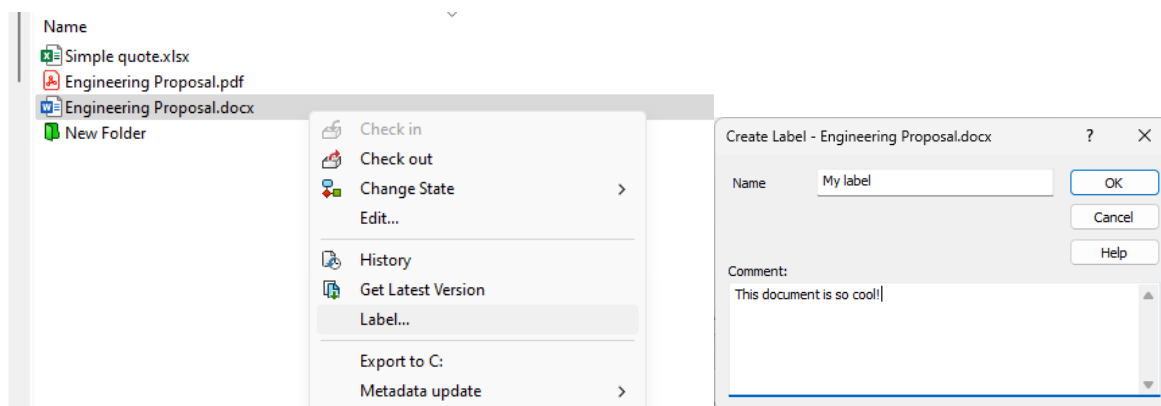 Name
Simple quote.xlsx
Engineering Proposal.pdf
Engineering Proposal.docx
New Folder
Check in
Check out
Change State
Edit...
History
Get Latest Version
Label...
Export to C:
Metadata update
Create Label - Engineering Proposal.docx ?
Name My label OK
Cancel
Help
Comment:
This document is so cool!